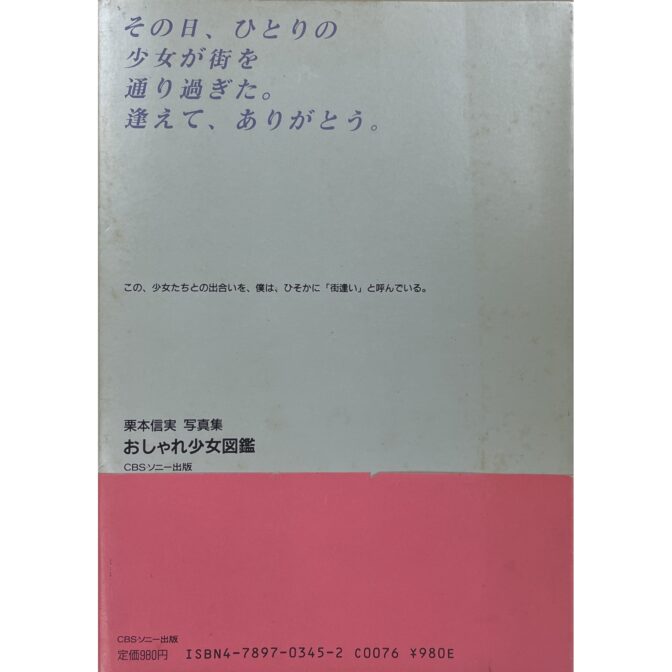 その日、ひとりの
少女が街を
通り過ぎた。
逢えて、ありがとう。
この、少女たちとの出合いを、僕は、ひそかに「街逢い」と呼んでいる。
栗本信実 写真集
おしゃれ少女図鑑
CBSソニー出版
CBSソニー出版
定価980円 ISBN4-7897-0345-2 C0076 ¥980E